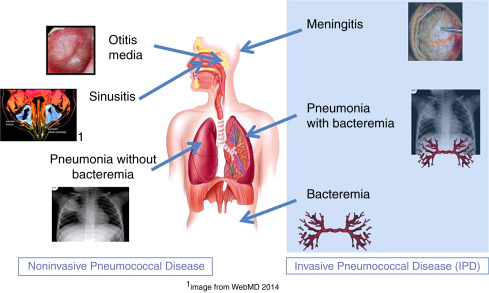 Otitis
media
Sinusitis
1
Pneumonia without
bacteremia
Meningitis
Pneumonia
with bacteremia
Bacteremia
Noninvasive Pneumococcal Disease
Invasive Pneumococcal Disease (IPD)
1image from WebMD 2014